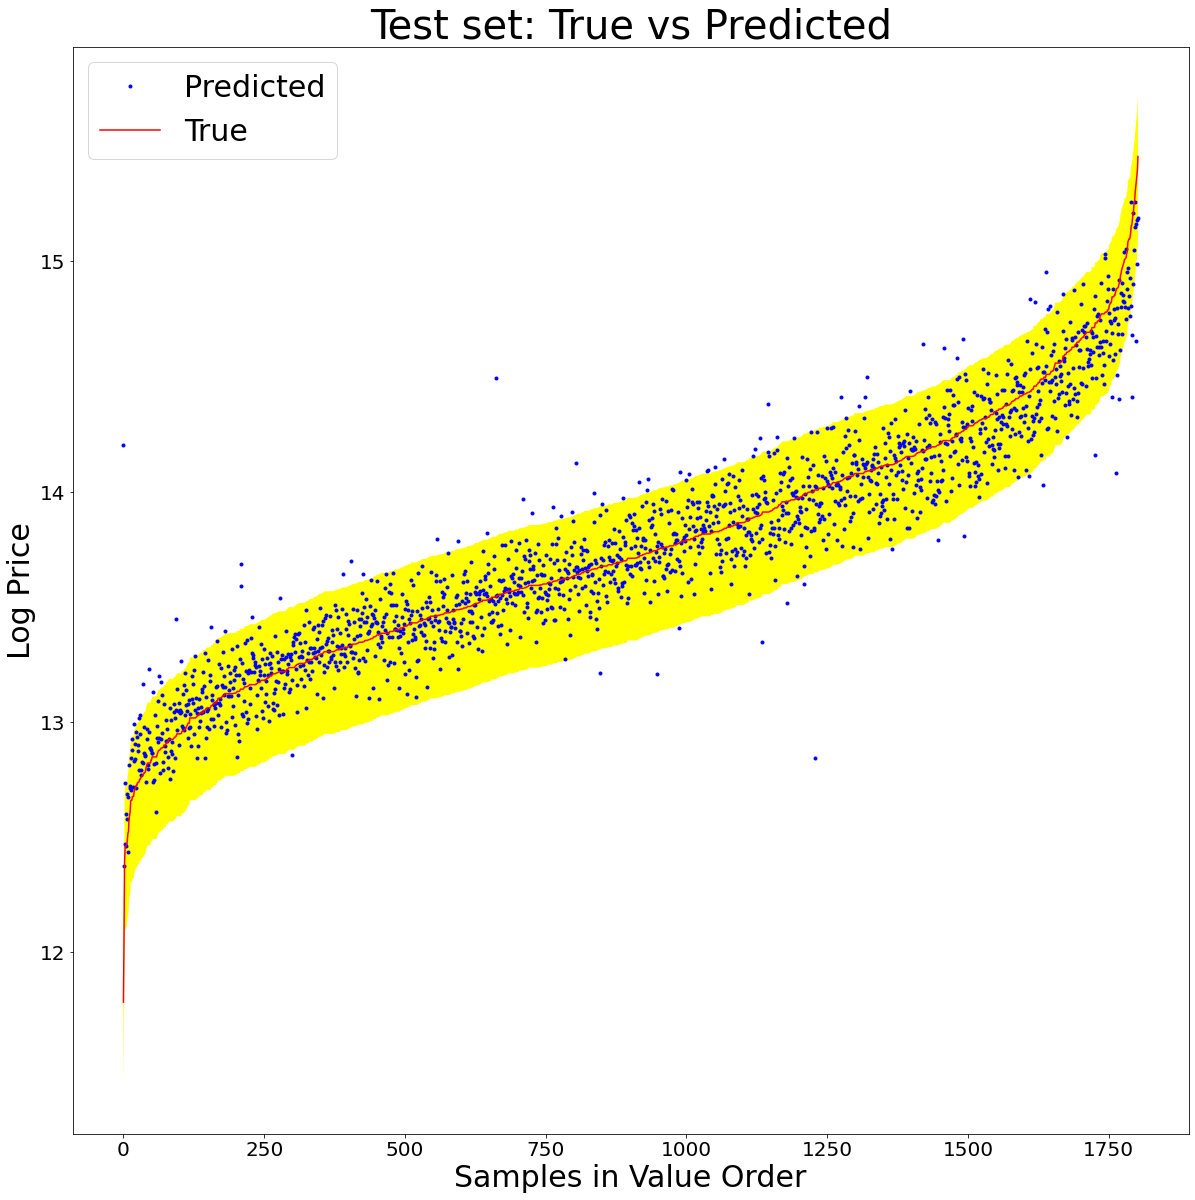 Test set: True vs Predicted
Predicted
True
Log Price
15
14
13
12
0 250 500 750 1000 1250 1500 1750
Samples in Value Order